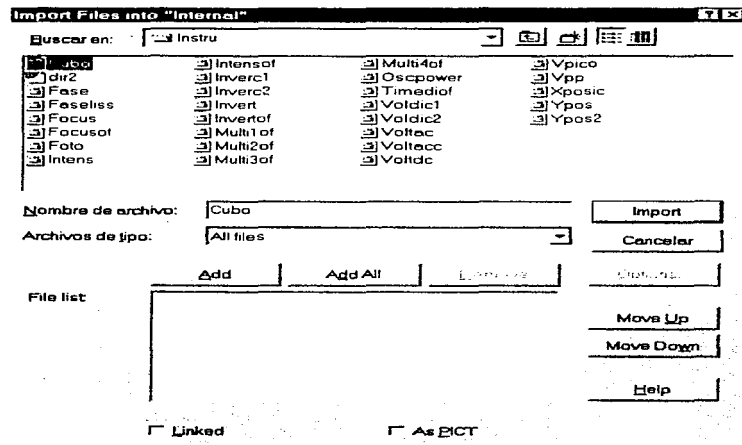 Import Files into "Internal"
Buscar en: Instru
Cubo
dir2
Fase
Faseliss
Focus
Focusof
Foto
Intens
Intensof
Inverc1
Inverc2
Invert
Invertof
Multi1of
Multi2of
Multi3of
Multi4of
Oscpower
Timediof
Voldic1
Voldic2
Voltac
Voltacc
Voltdc
Vpico
Vpp
Xposic
Ypos
Ypos2
Nombre de archivo: Cubo
Import
Archivos de tipo: All files
Cancelar
Add Add All Remove Options...
File list
Move Up
Move Down
Help
Linked As PICT